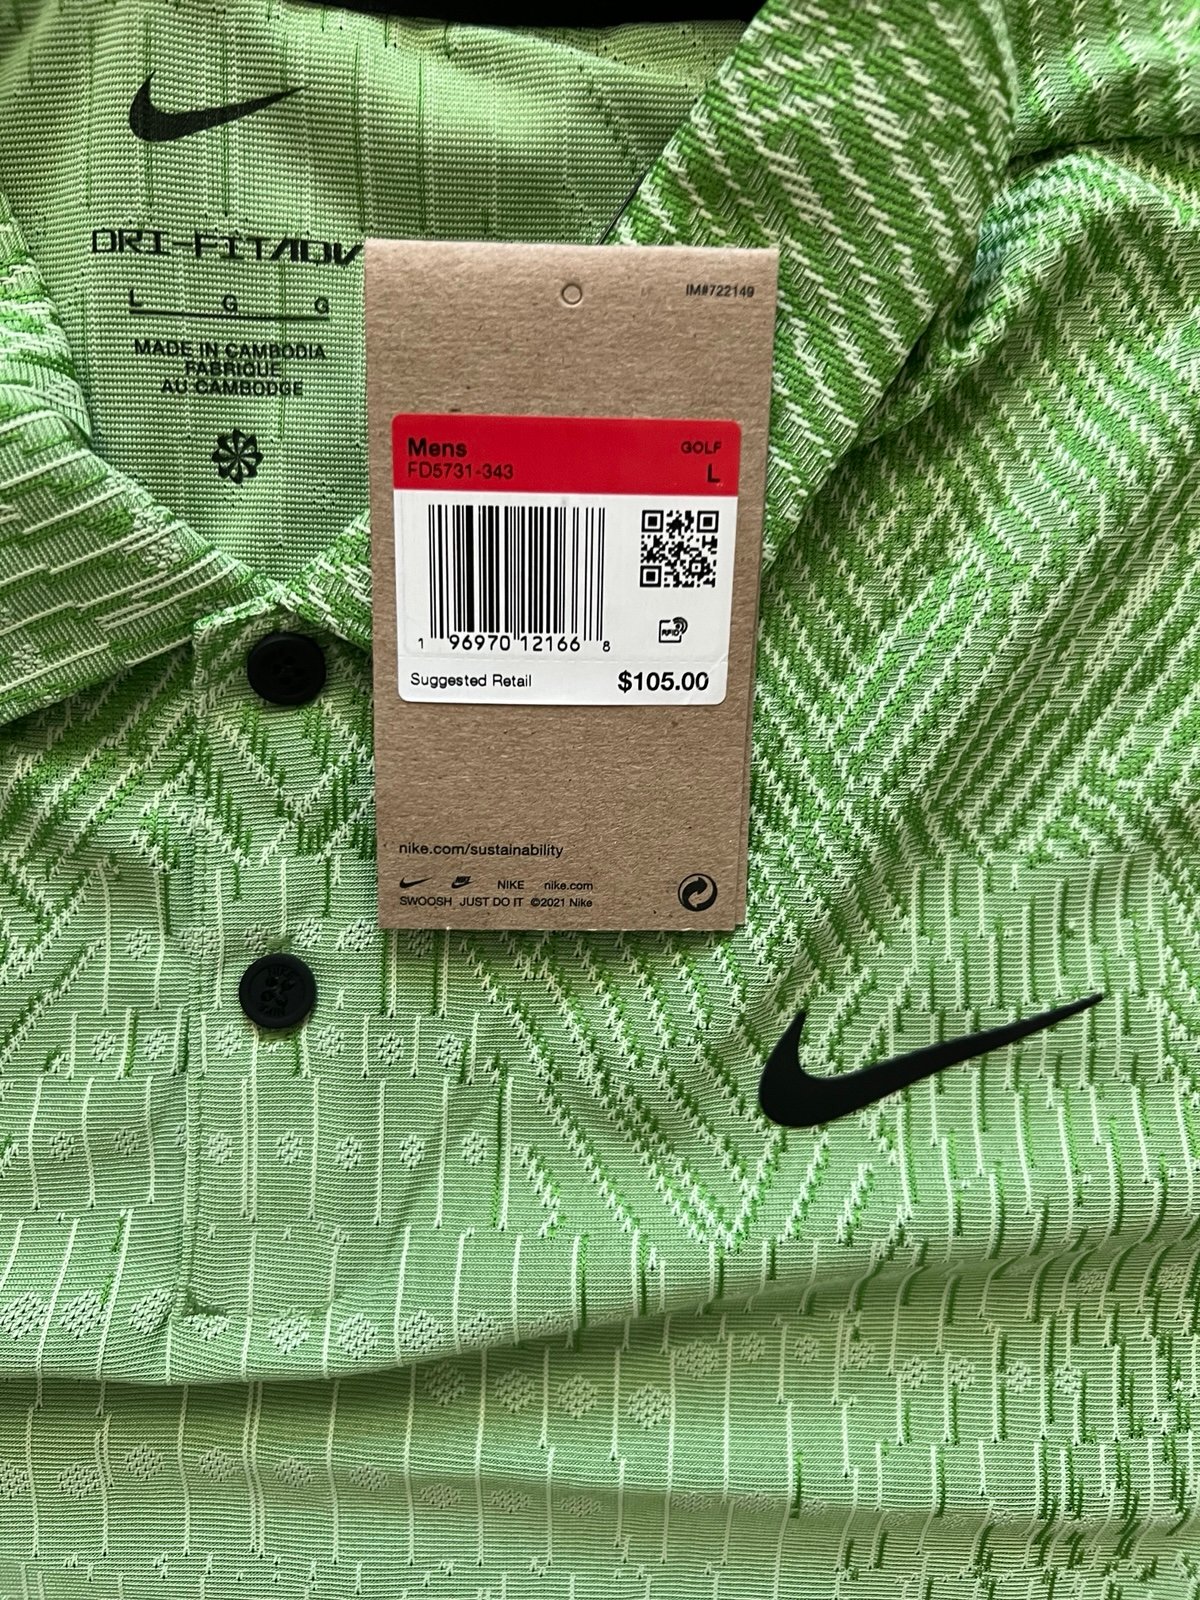 DRI-FIT ADV
L G G
MADE IN CAMBODIA
FABRIQUE
AU CAMBODGE
IM#722149
Mens GOLF
FD5731-343 L
1 96970 12166 8
RFID
Suggested Retail $105.00
nike.com/sustainability
NIKE nike.com
SWOOSH JUST DO IT ©2021 Nike